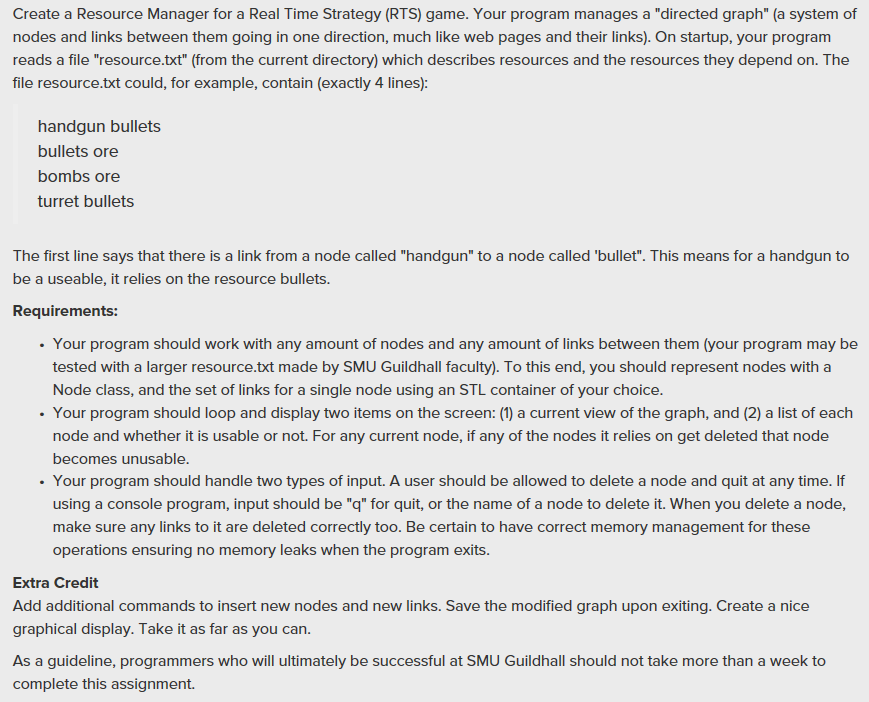 Create a Resource Manager for a Real Time Strategy (RTS) game. Your program manages a "directed graph" (a system of
nodes and links between them going in one direction, much like web pages and their links). On startup, your program
reads a file "resource.txt" (from the current directory) which describes resources and the resources they depend on. The
file resource.txt could, for example, contain (exactly 4 lines):
handgun bullets
bullets ore
bombs ore
turret bullets
The first line says that there is a link from a node called "handgun" to a node called 'bullet". This means for a handgun to
be a useable, it relies on the resource bullets.
Requirements:
• Your program should work with any amount of nodes and any amount of links between them (your program may be
tested with a larger resource.txt made by SMU Guildhall faculty). To this end, you should represent nodes with a
Node class, and the set of links for a single node using an STL container of your choice.
• Your program should loop and display two items on the screen: (1) a current view of the graph, and (2) a list of each
node and whether it is usable or not. For any current node, if any of the nodes it relies on get deleted that node
becomes unusable.
• Your program should handle two types of input. A user should be allowed to delete a node and quit at any time. If
using a console program, input should be "q" for quit, or the name of a node to delete it. When you delete a node,
make sure any links to it are deleted correctly too. Be certain to have correct memory management for these
operations ensuring no memory leaks when the program exits.
Extra Credit
Add additional commands to insert new nodes and new links. Save the modified graph upon exiting. Create a nice
graphical display. Take it as far as you can.
As a guideline, programmers who will ultimately be successful at SMU Guildhall should not take more than a week to
complete this assignment.